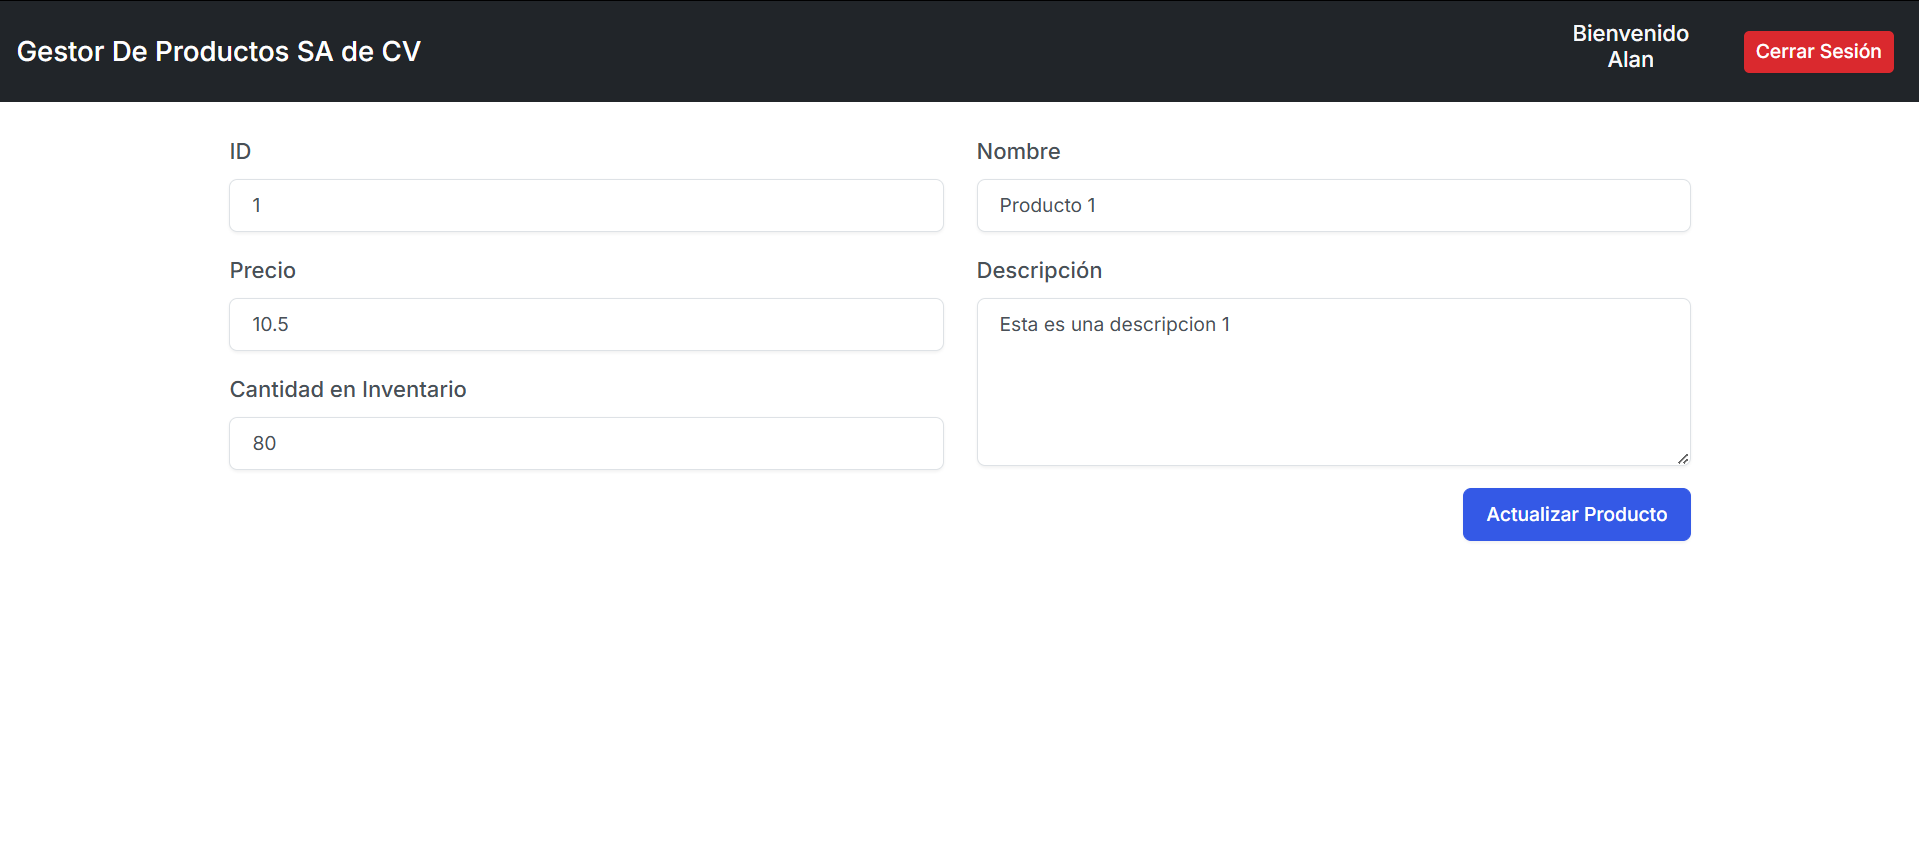 Gestor De Productos SA de CV
Bienvenido
Alan
Cerrar Sesión
ID
1
Nombre
Producto 1
Precio
10.5
Descripción
Esta es una descripcion 1
Cantidad en Inventario
80
Actualizar Producto